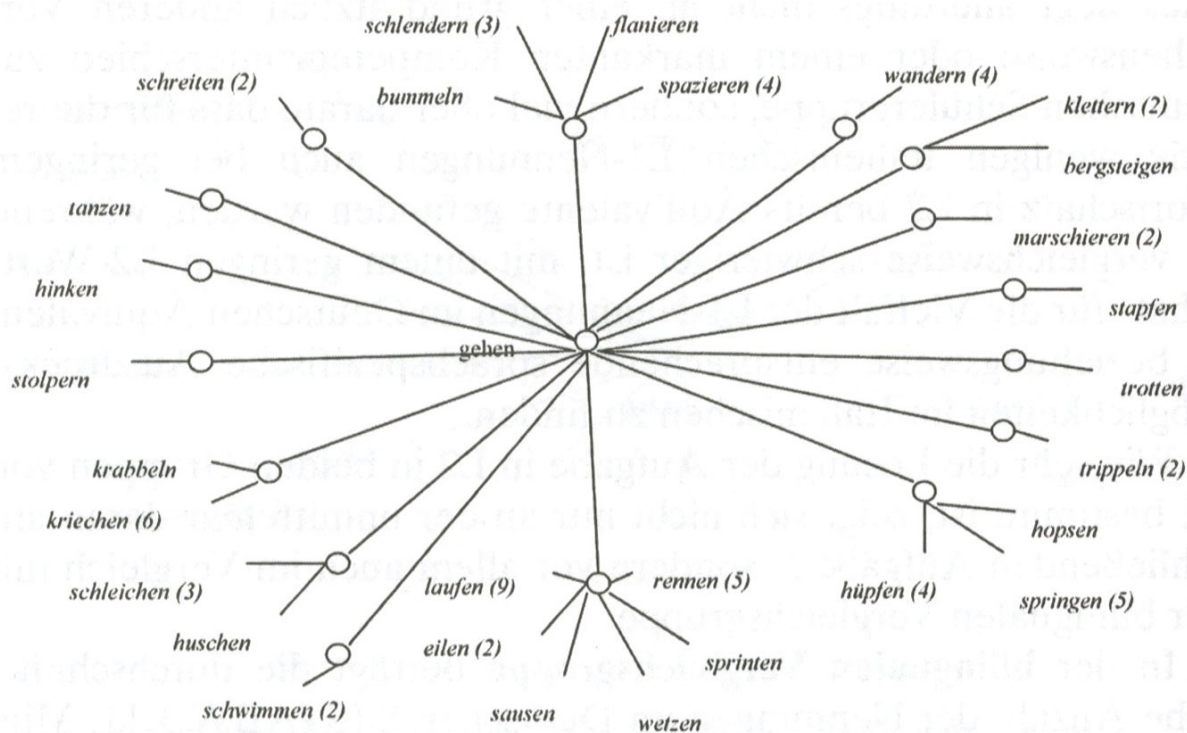 schlendern (3)
flanieren
schreiten (2)
bummeln
spazieren (4)
wandern (4)
klettern (2)
bergsteigen
tanzen
marschieren (2)
hinken
stapfen
gehen
stolpern
trotten
krabbeln
trippeln (2)
kriechen (6)
hopsen
schleichen (3)
laufen (9)
rennen (5)
hüpfen (4)
springen (5)
huschen
eilen (2)
sprinten
schwimmen (2)
sausen
wetzen